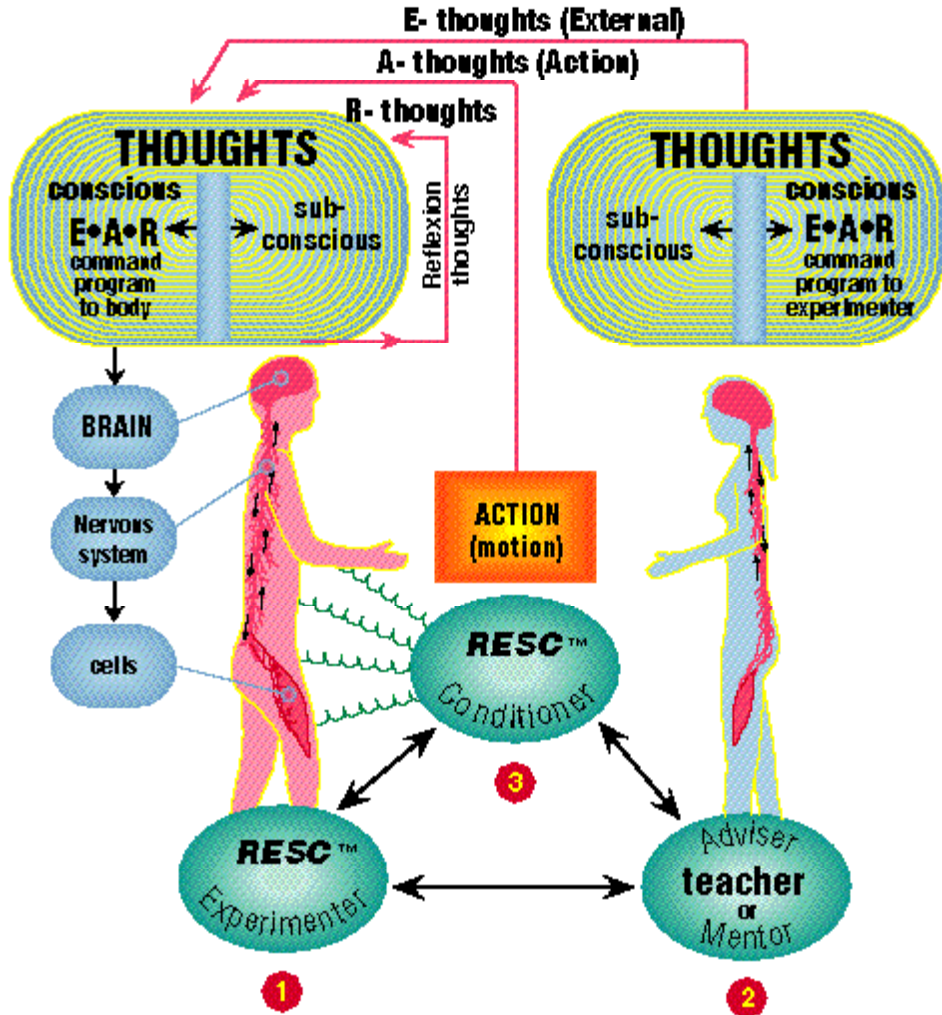 E- thoughts (External)
A- thoughts (Action)
R- thoughts
THOUGHTS
conscious
E•A•R
command
program
to body
sub-
conscious
Reflexion
thoughts
THOUGHTS
sub-
conscious
conscious
E•A•R
command
program to
experimenter
BRAIN
Nervous
system
cells
ACTION
(motion)
RESC™
Conditioner
3
RESC™
Experimenter
1
Adviser
teacher
or
Mentor
2